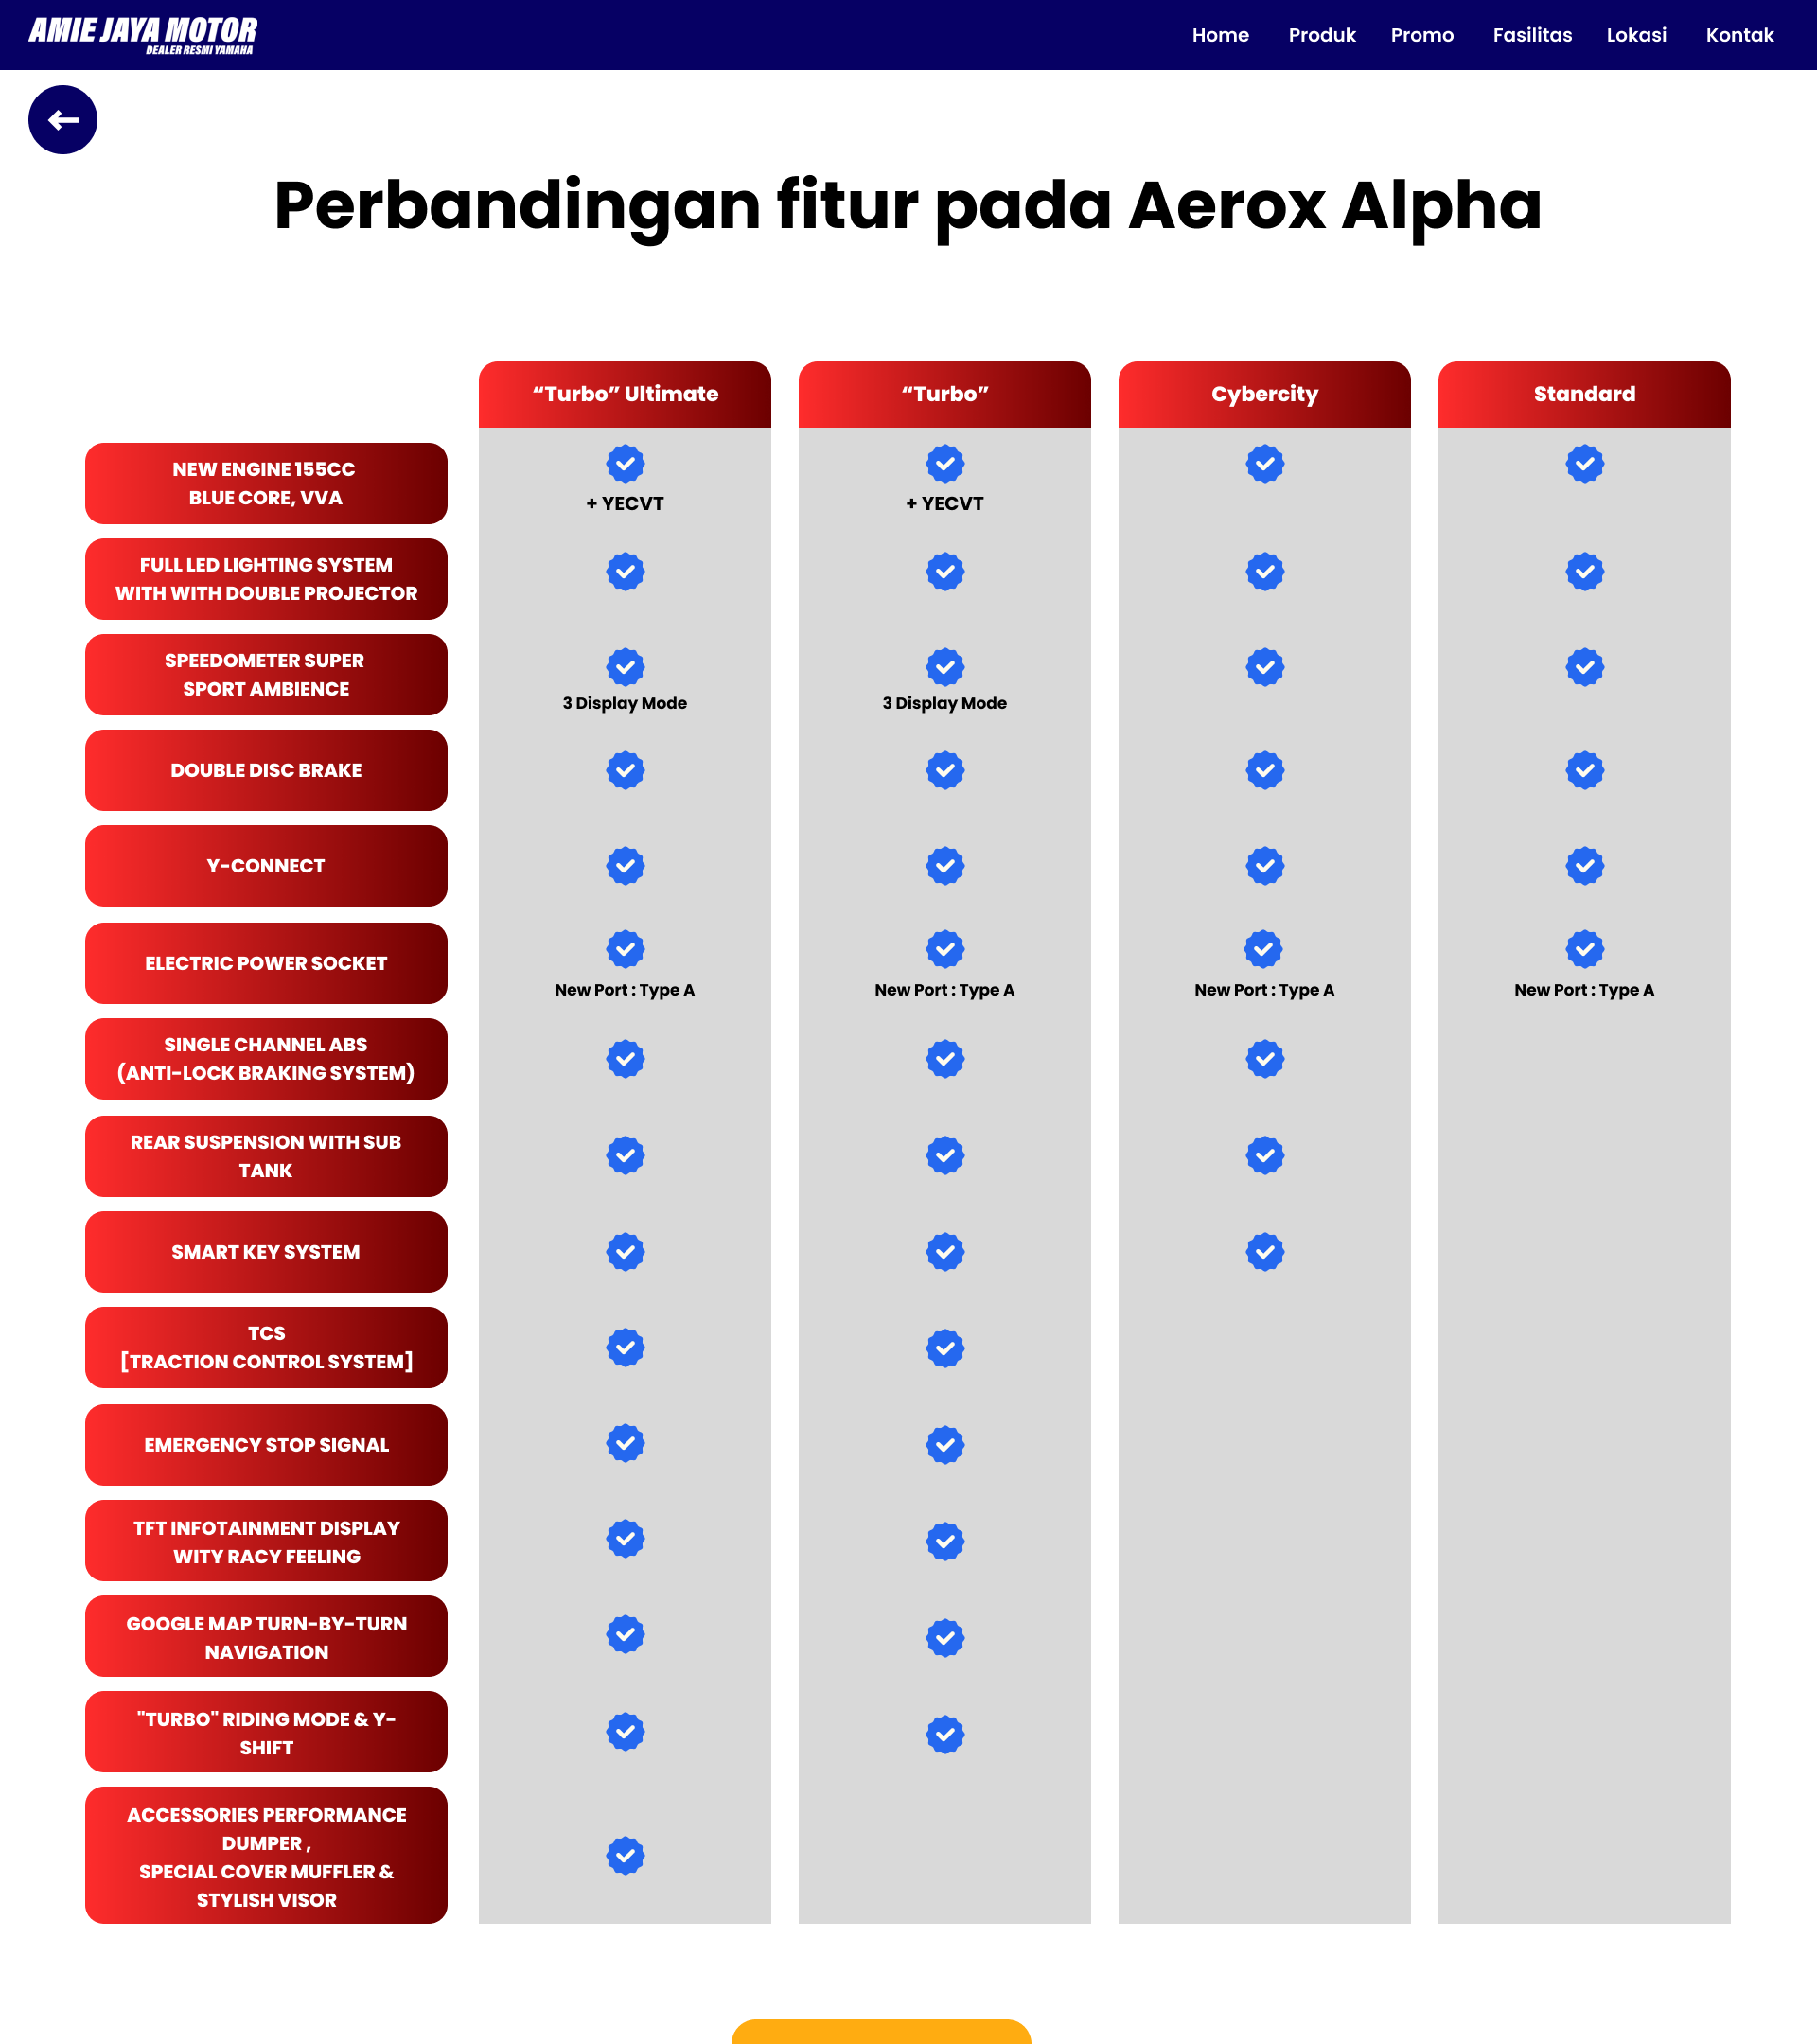 AMIE JAYA MOTOR
DEALER RESMI YAMAHA
Home Produk Promo Fasilitas Lokasi Kontak
Perbandingan fitur pada Aerox Alpha
“Turbo” Ultimate “Turbo” Cybercity Standard
NEW ENGINE 155CC
BLUE CORE, VVA
+ YECVT + YECVT
FULL LED LIGHTING SYSTEM
WITH WITH DOUBLE PROJECTOR
SPEEDOMETER SUPER
SPORT AMBIENCE
3 Display Mode 3 Display Mode
DOUBLE DISC BRAKE
Y-CONNECT
ELECTRIC POWER SOCKET
New Port : Type A New Port : Type A New Port : Type A New Port : Type A
SINGLE CHANNEL ABS
(ANTI-LOCK BRAKING SYSTEM)
REAR SUSPENSION WITH SUB
TANK
SMART KEY SYSTEM
TCS
[TRACTION CONTROL SYSTEM]
EMERGENCY STOP SIGNAL
TFT INFOTAINMENT DISPLAY
WITY RACY FEELING
GOOGLE MAP TURN-BY-TURN
NAVIGATION
"TURBO" RIDING MODE & Y-
SHIFT
ACCESSORIES PERFORMANCE
DUMPER ,
SPECIAL COVER MUFFLER &
STYLISH VISOR